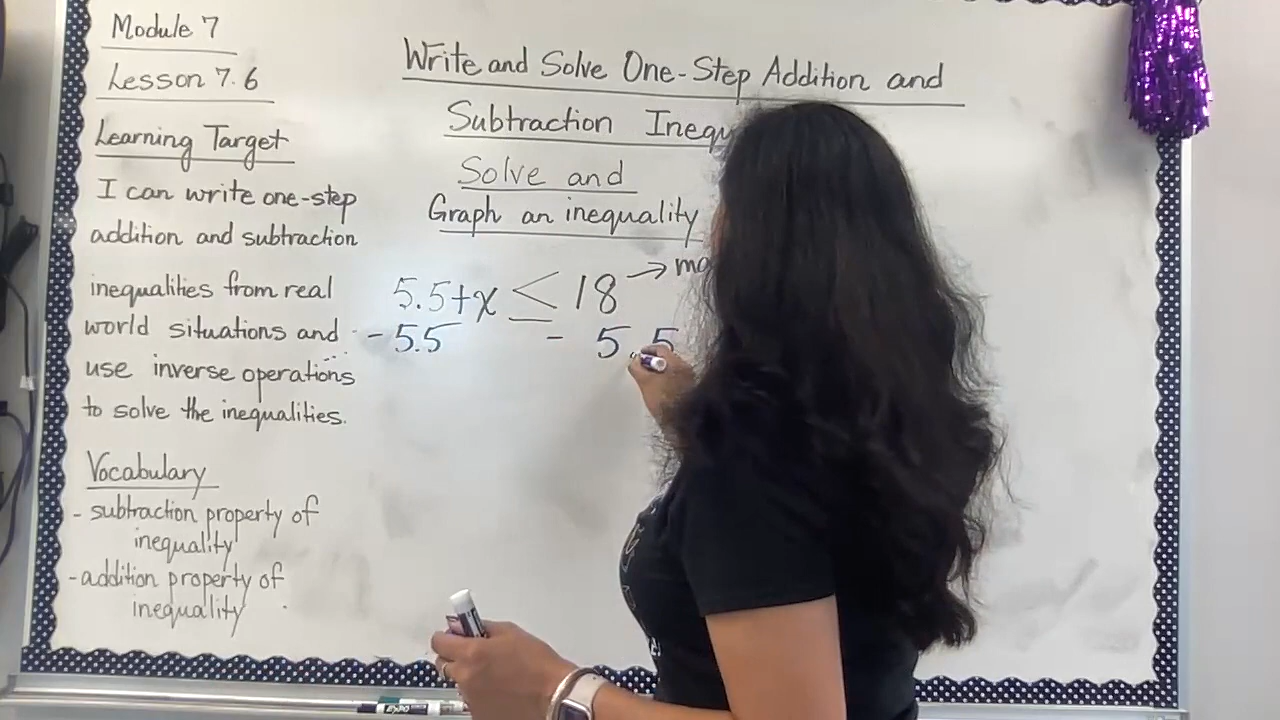 Module 7
Lesson 7.6
Learning Target
I can write one-step
addition and subtraction
inequalities from real
world situations and
use inverse operations
to solve the inequalities.
Vocabulary
- subtraction property of
inequality
- addition property of
inequality
Write and Solve One-Step Addition and
Subtraction
Solve and
Graph an inequality
5.5+x ≤ 18 →
- 5.5 - 5.5
EXPO